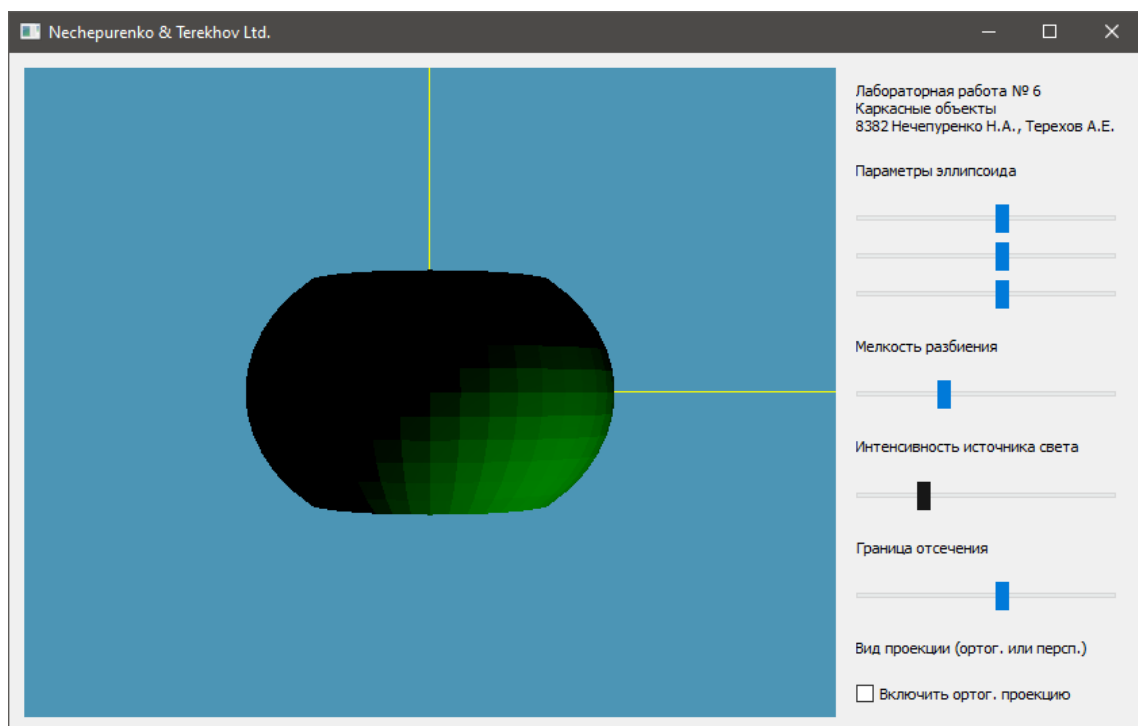 Nechepurenko & Terekhov Ltd.
Лабораторная работа № 6
Каркасные объекты
8382 Нечепуренко Н.А., Терехов А.Е.
Параметры эллипсоида
Мелкость разбиения
Интенсивность источника света
Граница отсечения
Вид проекции (ортог. или персп.)
Включить ортог. проекцию